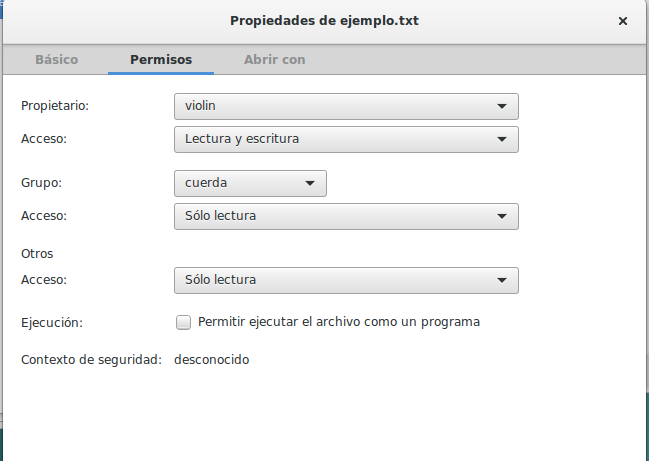 Propiedades de ejemplo.txt
Básico Permisos Abrir con
Propietario: violin
Acceso: Lectura y escritura
Grupo: cuerda
Acceso: Sólo lectura
Otros
Acceso: Sólo lectura
Ejecución: Permitir ejecutar el archivo como un programa
Contexto de seguridad: desconocido